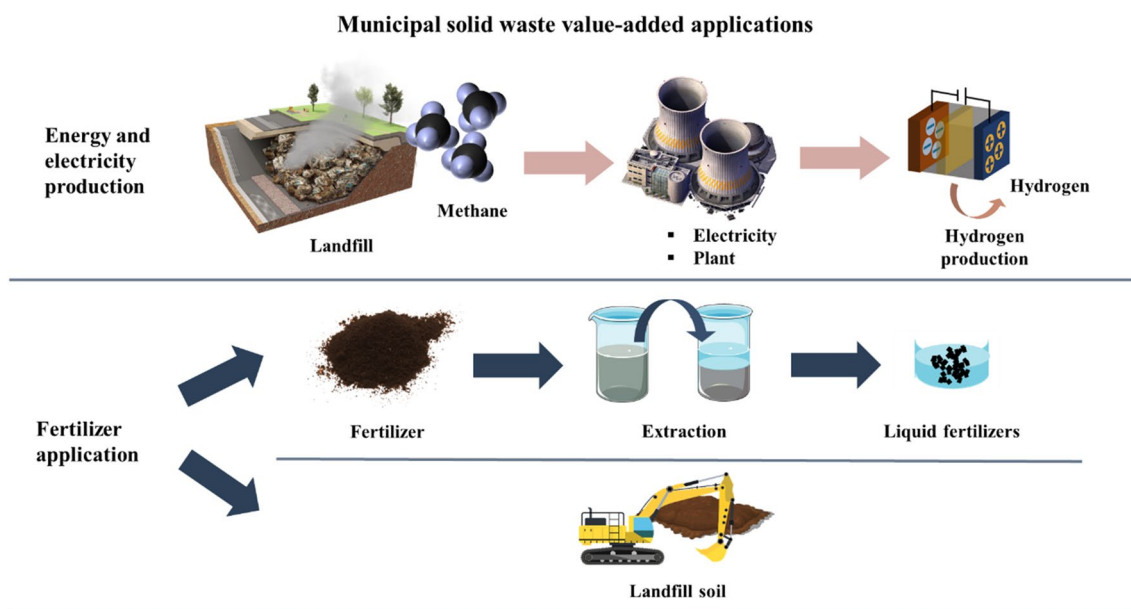 Municipal solid waste value-added applications
Energy and
electricity
production
Landfill
Methane
▪ Electricity
▪ Plant
Hydrogen
Hydrogen
production
Fertilizer
application
Fertilizer
Extraction
Liquid fertilizers
Landfill soil